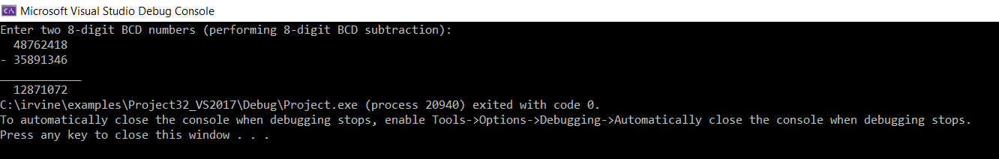 C:\ Microsoft Visual Studio Debug Console
Enter two 8-digit BCD numbers (performing 8-digit BCD subtraction):
  48762418
- 35891346
____________
  12871072
C:\irvine\examples\Project32_VS2017\Debug\Project.exe (process 20940) exited with code 0.
To automatically close the console when debugging stops, enable Tools->Options->Debugging->Automatically close the console when debugging stops.
Press any key to close this window . . .